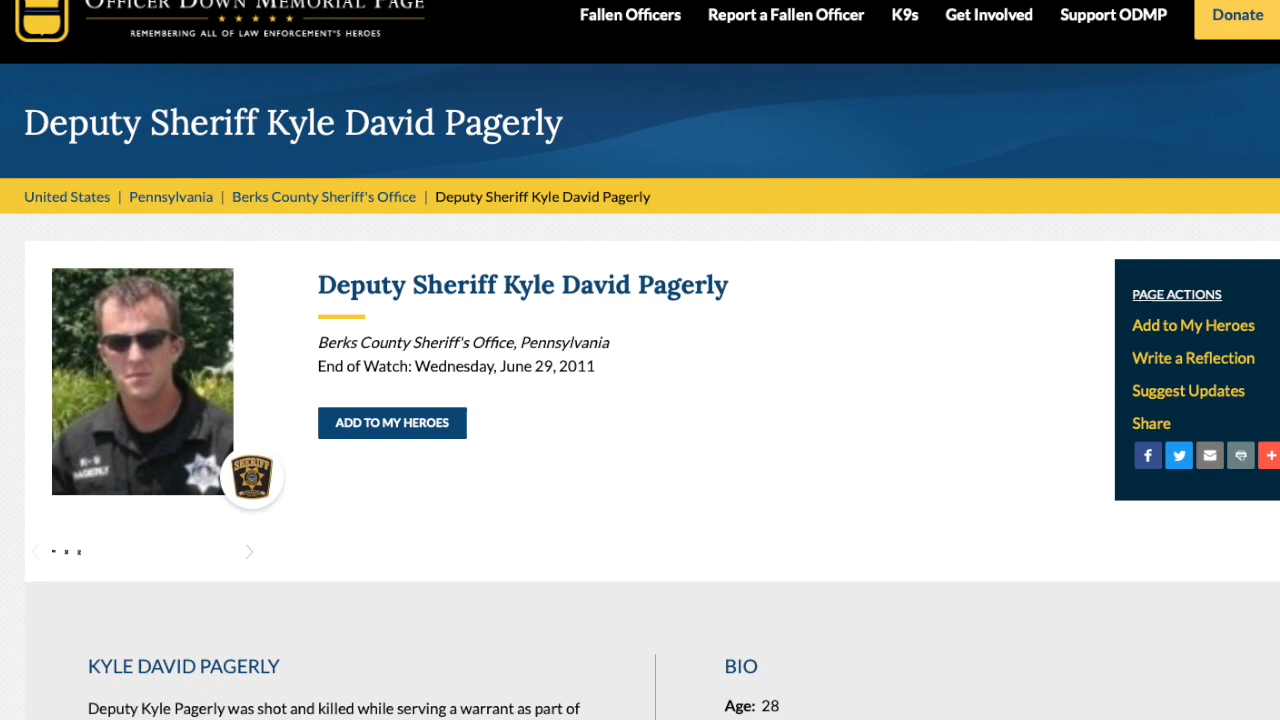 OFFICER DOWN MEMORIAL PAGE
REMEMBERING ALL OF LAW ENFORCEMENT'S HEROES
Fallen Officers Report a Fallen Officer K9s Get Involved Support ODMP Donate
Deputy Sheriff Kyle David Pagerly
United States | Pennsylvania | Berks County Sheriff's Office | Deputy Sheriff Kyle David Pagerly
Deputy Sheriff Kyle David Pagerly
Berks County Sheriff's Office, Pennsylvania
End of Watch: Wednesday, June 29, 2011
ADD TO MY HEROES
SHERIFF
PAGE ACTIONS
Add to My Heroes
Write a Reflection
Suggest Updates
Share
KYLE DAVID PAGERLY
Deputy Kyle Pagerly was shot and killed while serving a warrant as part of
BIO
Age: 28